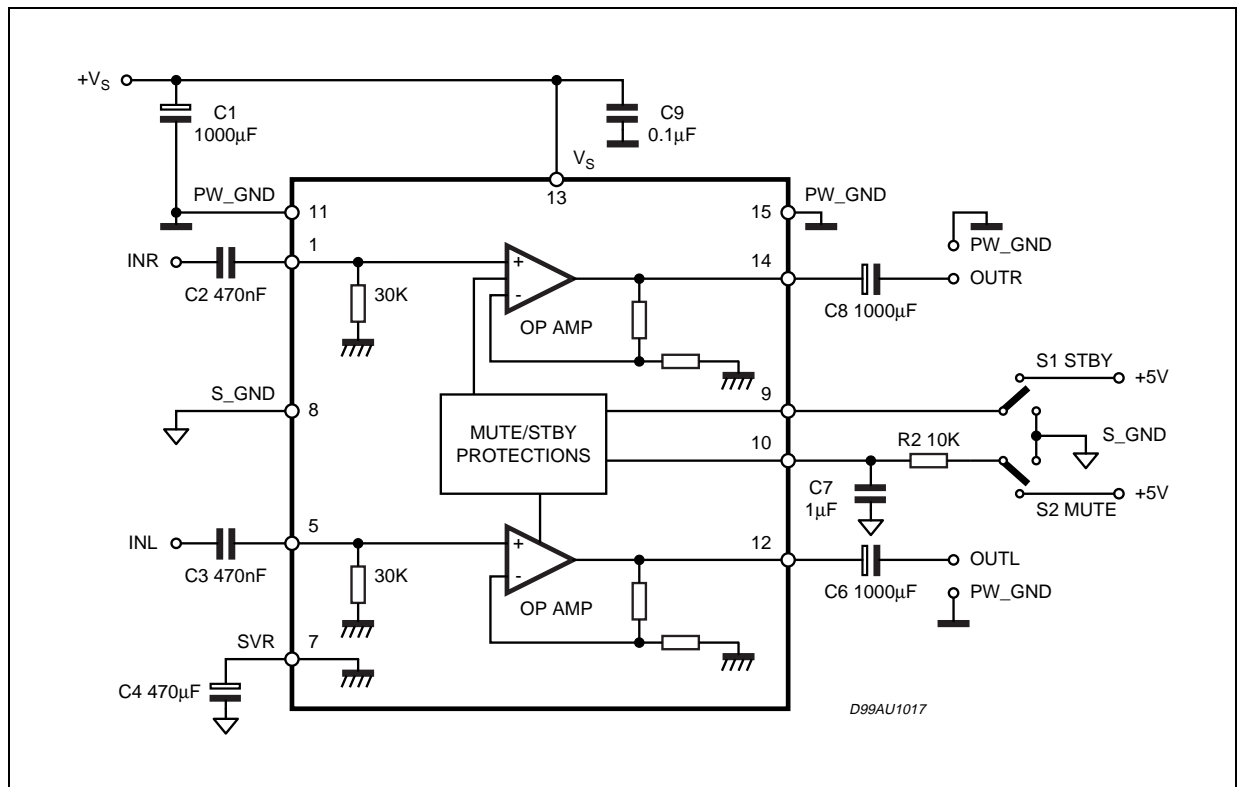 +VS
C1
1000µF
C9
0.1µF
VS
PW_GND
13
PW_GND
11
15
1
14
PW_GND
INR
+
OUTR
C2 470nF
30K
-
C8 1000µF
OP AMP
S1 STBY
+5V
S_GND
9
8
MUTE/STBY
PROTECTIONS
10
R2 10K
S_GND
C7
1µF
+5V
S2 MUTE
5
12
INL
+
OUTL
C3 470nF
30K
-
C6 1000µF
PW_GND
OP AMP
SVR
7
C4 470µF
D99AU1017